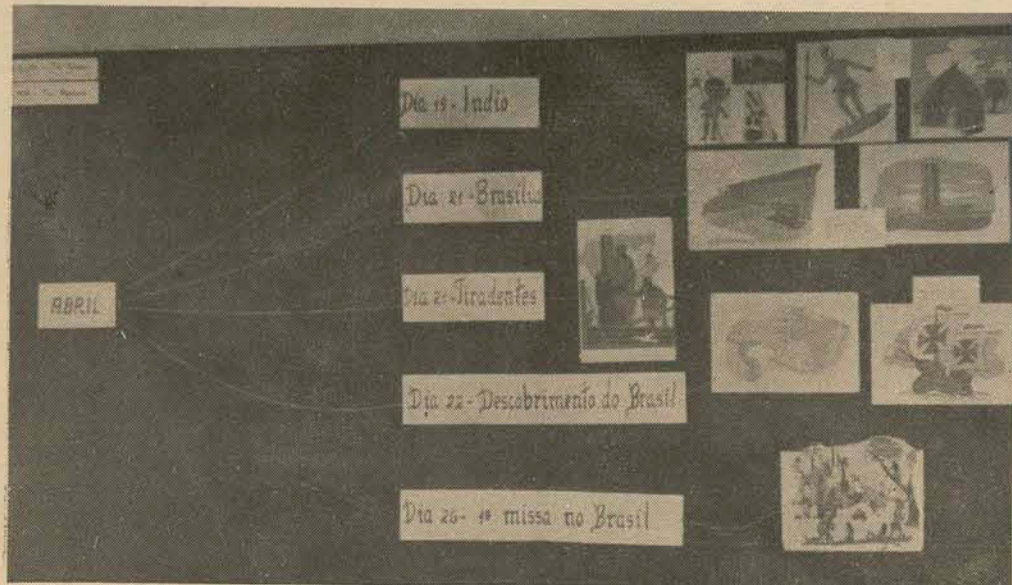 ABRIL
Dia 19 - Indio
Dia 21 - Brasília
Dia 21 - Tiradentes
Dia 22 - Descobrimento do Brasil
Dia 26 - 1ª missa no Brasil